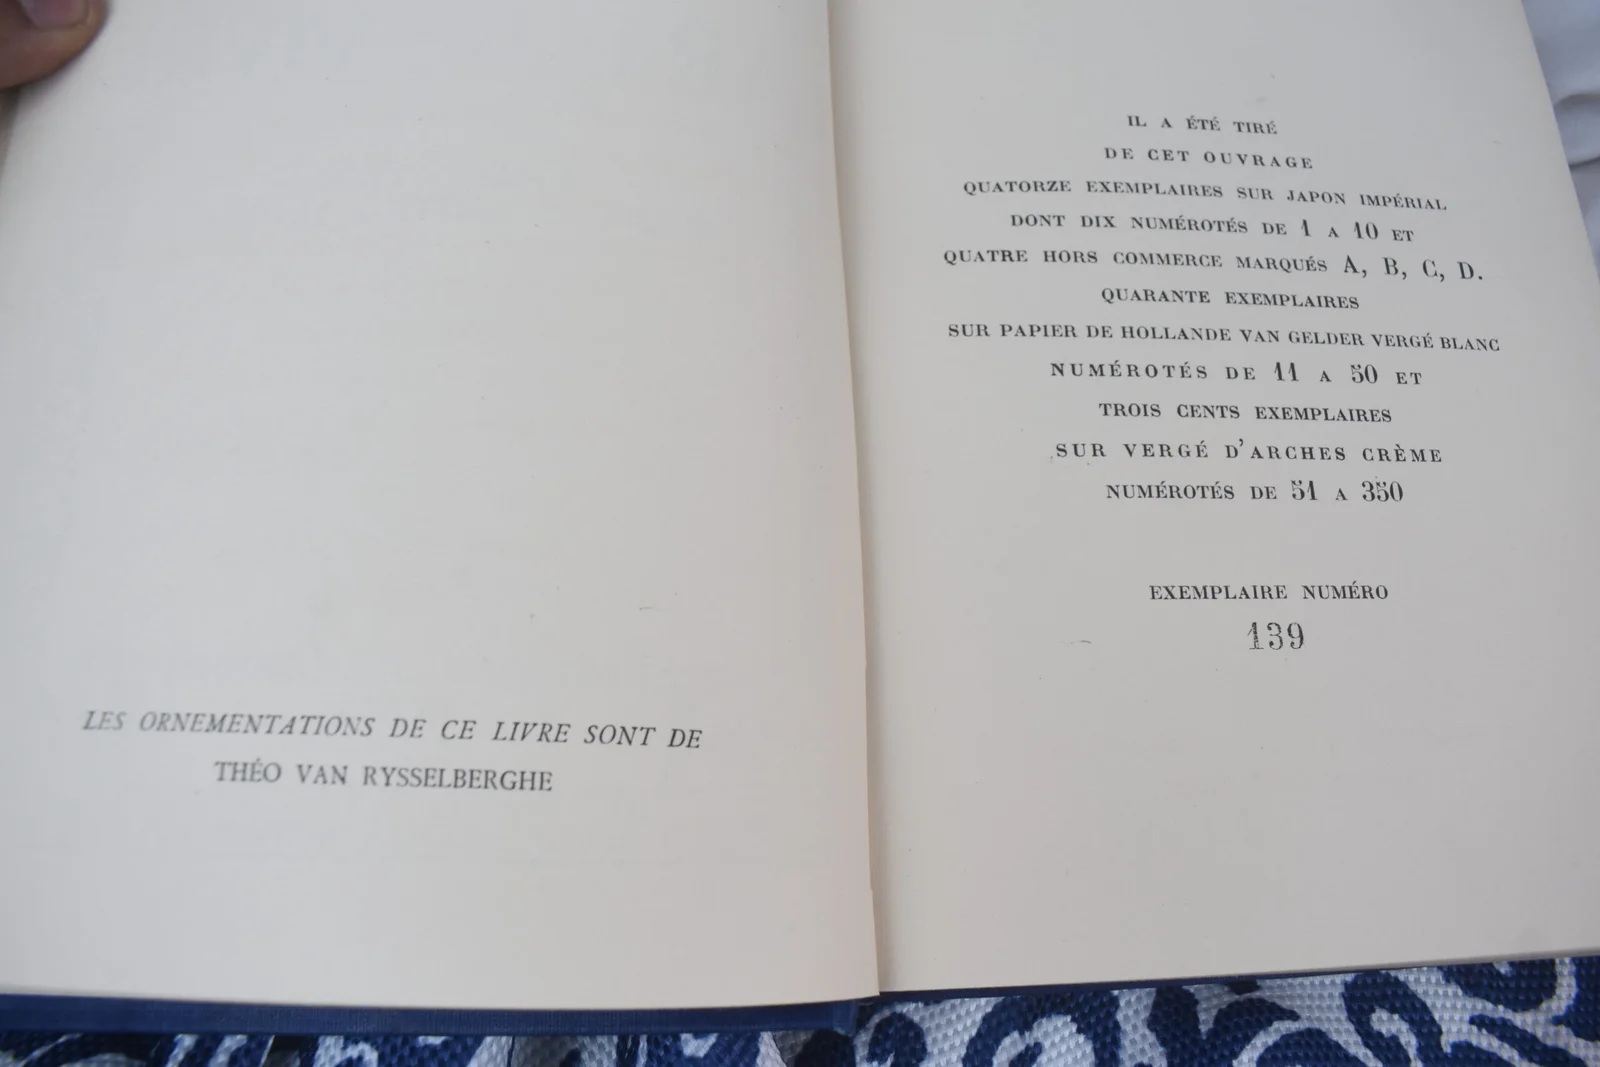 LES ORNEMENTATIONS DE CE LIVRE SONT DE
THÉO VAN RYSSELBERGHE
IL A ÉTÉ TIRÉ
DE CET OUVRAGE
QUATORZE EXEMPLAIRES SUR JAPON IMPÉRIAL
DONT DIX NUMÉROTÉS DE 1 A 10 ET
QUATRE HORS COMMERCE MARQUÉS A, B, C, D.
QUARANTE EXEMPLAIRES
SUR PAPIER DE HOLLANDE VAN GELDER VERGÉ BLANC
NUMÉROTÉS DE 11 A 50 ET
TROIS CENTS EXEMPLAIRES
SUR VERGÉ D'ARCHES CRÈME
NUMÉROTÉS DE 51 A 350
EXEMPLAIRE NUMÉRO
139